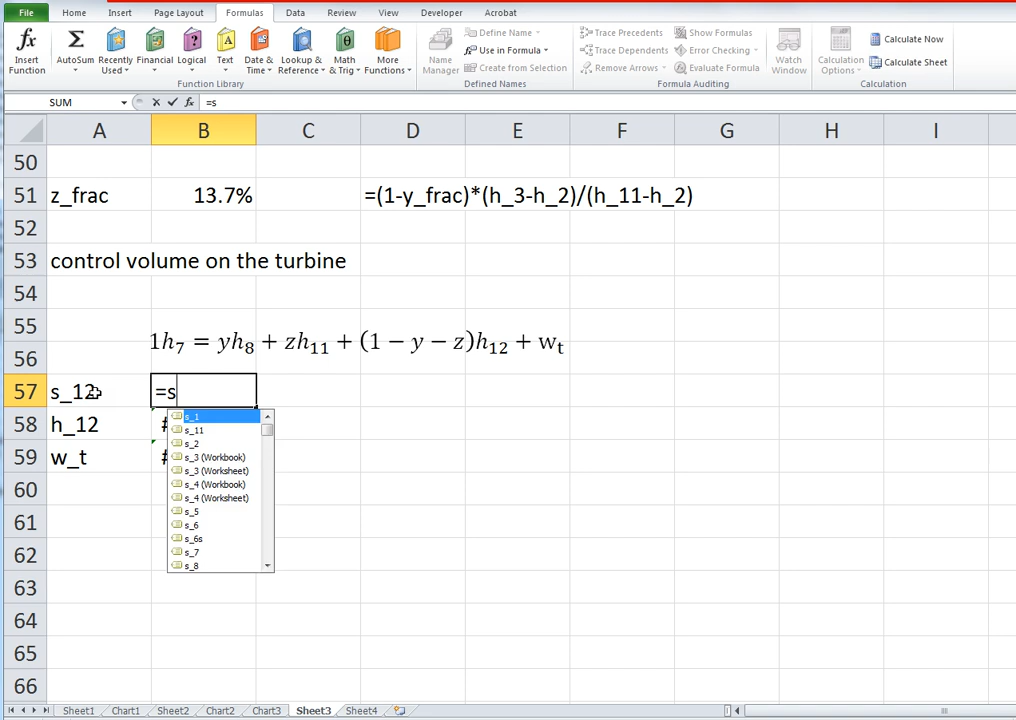 File Home Insert Page Layout Formulas Data Review View Developer Acrobat
fx Σ ? A θ
Insert Function AutoSum Recently Used Financial Logical Text Date & Time Lookup & Reference Math & Trig More Functions
Function Library
Name Manager
Define Name
Use in Formula
Create from Selection
Defined Names
Trace Precedents
Trace Dependents
Remove Arrows
Show Formulas
Error Checking
Evaluate Formula
Formula Auditing
Watch Window
Calculation Options
Calculate Now
Calculate Sheet
Calculation
SUM fx =s
A B C D E F G H I
50
51 z_frac 13.7% =(1-y_frac)*(h_3-h_2)/(h_11-h_2)
52
53 control volume on the turbine
54
55
1h₇ = yh₈ + zh₁₁ + (1 − y − z)h₁₂ + wₜ
56
57 s_12 =s
58 h_12 #
59 w_t #
60
61
62
63
64
65
66
s_1
s_11
s_2
s_3 (Workbook)
s_3 (Worksheet)
s_4 (Workbook)
s_4 (Worksheet)
s_5
s_6
s_6s
s_7
s_8
Sheet1 Chart1 Sheet2 Chart2 Chart3 Sheet3 Sheet4